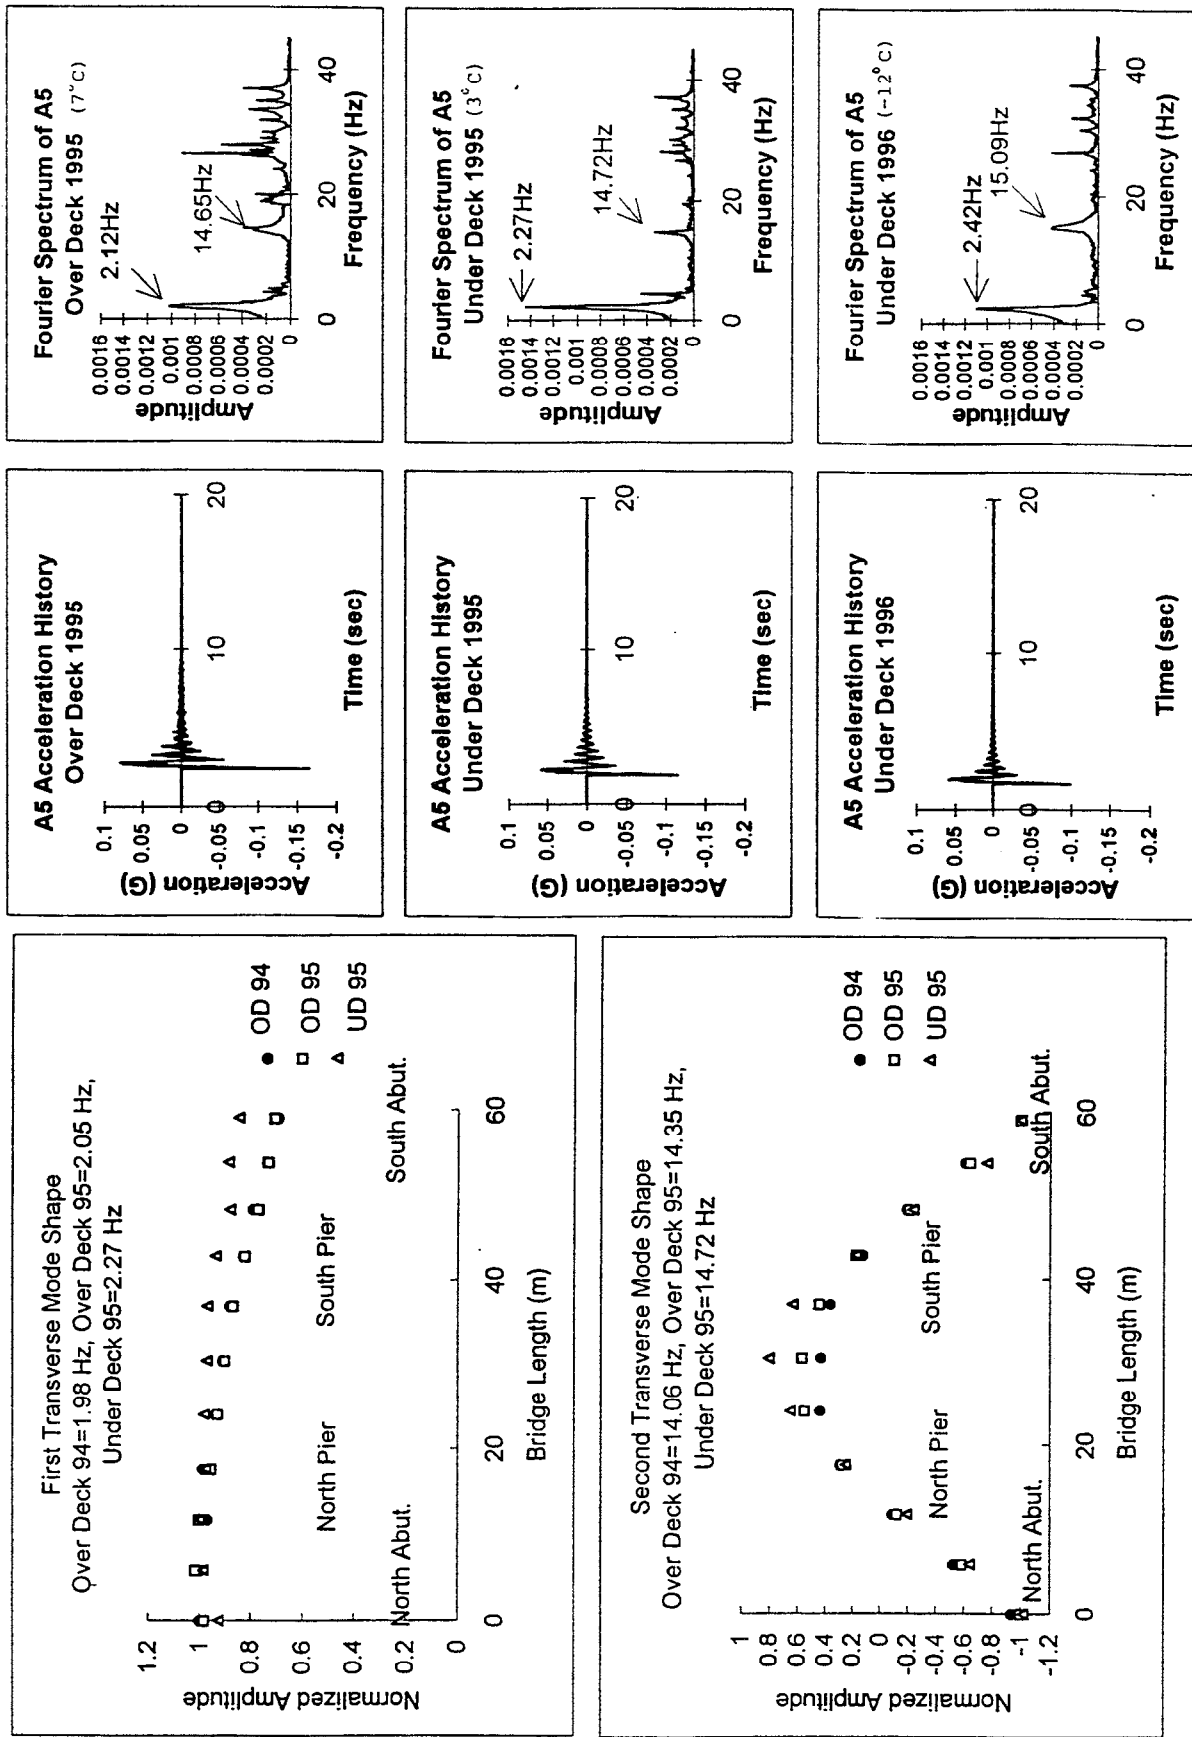 First Transverse Mode Shape
Over Deck 94=1.98 Hz, Over Deck 95=2.05 Hz,
Under Deck 95=2.27 Hz
Normalized Amplitude
1.2
1
0.8
0.6
0.4
0.2
0
North Abut.
North Pier
South Pier
South Abut.
OD 94
OD 95
UD 95
0
20
40
60
Bridge Length (m)
Second Transverse Mode Shape
Over Deck 94=14.06 Hz, Over Deck 95=14.35 Hz,
Under Deck 95=14.72 Hz
Normalized Amplitude
1
0.8
0.6
0.4
0.2
0
-0.2
-0.4
-0.6
-0.8
-1
-1.2
North Abut.
North Pier
South Pier
South Abut.
OD 94
OD 95
UD 95
0
20
40
60
Bridge Length (m)
A5 Acceleration History
Over Deck 1995
Acceleration (G)
0.1
0.05
0
-0.05
-0.1
-0.15
-0.2
0
10
20
Time (sec)
A5 Acceleration History
Under Deck 1995
Acceleration (G)
0.1
0.05
0
-0.05
-0.1
-0.15
-0.2
0
10
20
Time (sec)
A5 Acceleration History
Under Deck 1996
Acceleration (G)
0.1
0.05
0
-0.05
-0.1
-0.15
-0.2
0
10
20
Time (sec)
Fourier Spectrum of A5
Over Deck 1995 (7°C)
Amplitude
0.0016
0.0014
0.0012
0.001
0.0008
0.0006
0.0004
0.0002
0
2.12Hz
14.65Hz
0
20
40
Frequency (Hz)
Fourier Spectrum of A5
Under Deck 1995 (3°C)
Amplitude
0.0016
0.0014
0.0012
0.001
0.0008
0.0006
0.0004
0.0002
0
2.27Hz
14.72Hz
0
20
40
Frequency (Hz)
Fourier Spectrum of A5
Under Deck 1996 (-12°C)
Amplitude
0.0016
0.0014
0.0012
0.001
0.0008
0.0006
0.0004
0.0002
0
2.42Hz
15.09Hz
0
20
40
Frequency (Hz)